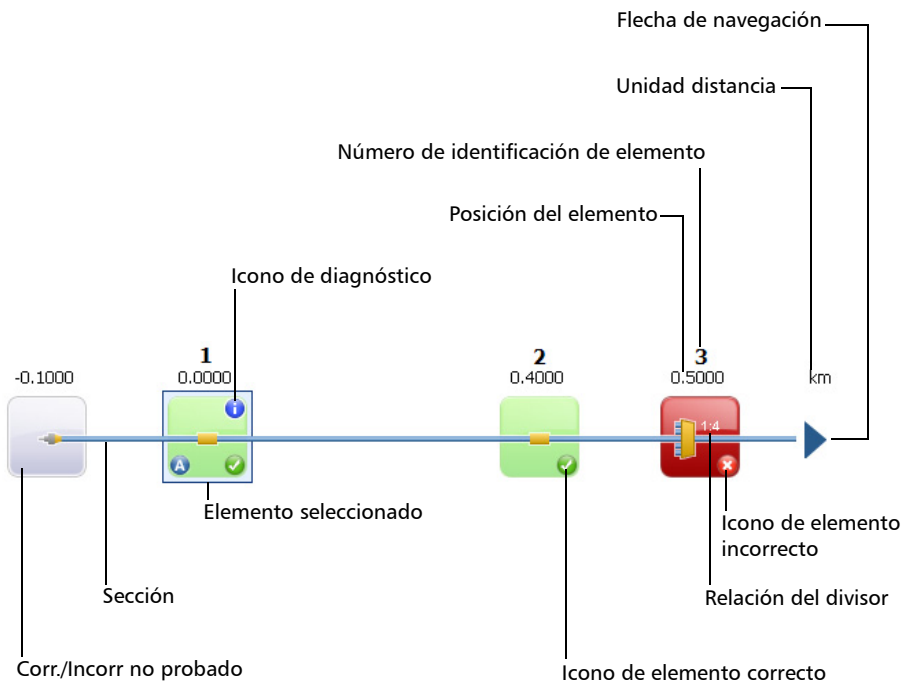 Flecha de navegación
Unidad distancia
Número de identificación de elemento
Posición del elemento
Icono de diagnóstico
1 2 3
-0.1000 0.0000 0.4000 0.5000 km
i
1:4
A
Elemento seleccionado
Icono de elemento
incorrecto
Sección
Relación del divisor
Corr./Incorr no probado
Icono de elemento correcto